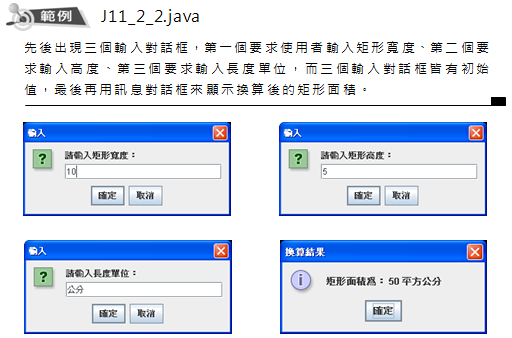 範例 J11_2_2.java
先後出現三個輸入對話框，第一個要求使用者輸入矩形寬度、第二個要
求輸入高度、第三個要求輸入長度單位，而三個輸入對話框皆有初始
值，最後再用訊息對話框來顯示換算後的矩形面積。
輸入
請輸入矩形寬度：
10
確定 取消
輸入
請輸入矩形高度：
5
確定 取消
輸入
請輸入長度單位：
公分
確定 取消
換算結果
矩形面積為：50 平方公分
確定